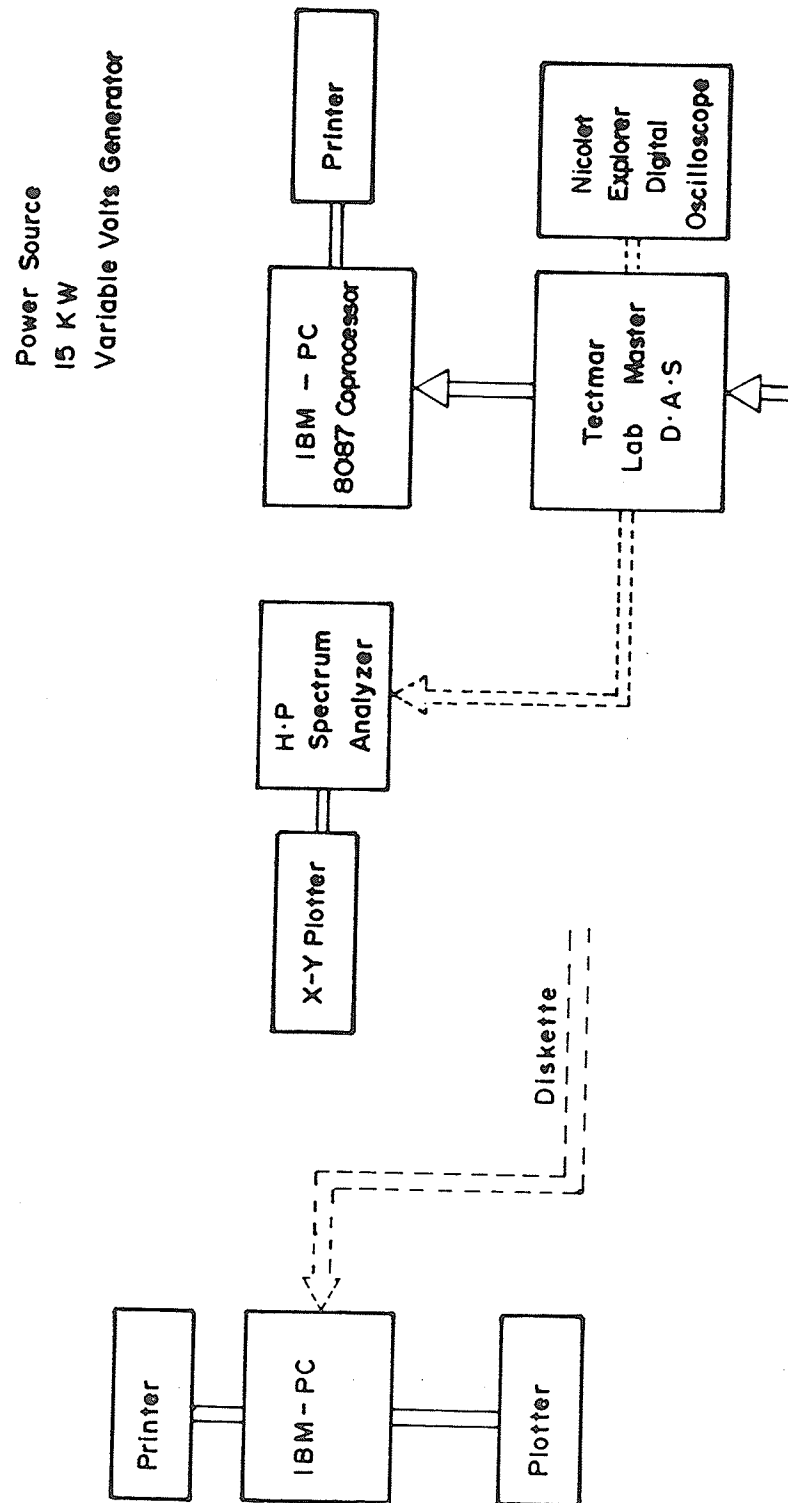 Power Source
15 KW
Variable Volts Generator
Printer
IBM - PC
8087 Coprocessor
Nicolet
Explorer
Digital
Oscilloscope
Tectmar
Lab Master
D·A·S
H·P
Spectrum
Analyzer
X-Y Plotter
Diskette
Printer
IBM-PC
Plotter